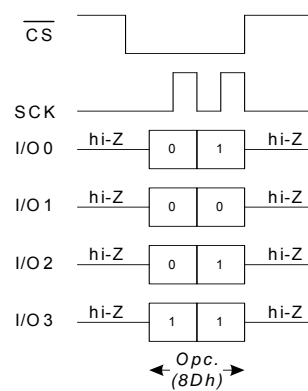 CS
SCK
I/O 0 hi-Z 0 1 hi-Z
I/O 1 hi-Z 0 0 hi-Z
I/O 2 hi-Z 0 1 hi-Z
I/O 3 hi-Z 1 1 hi-Z
Opc.
(8Dh)